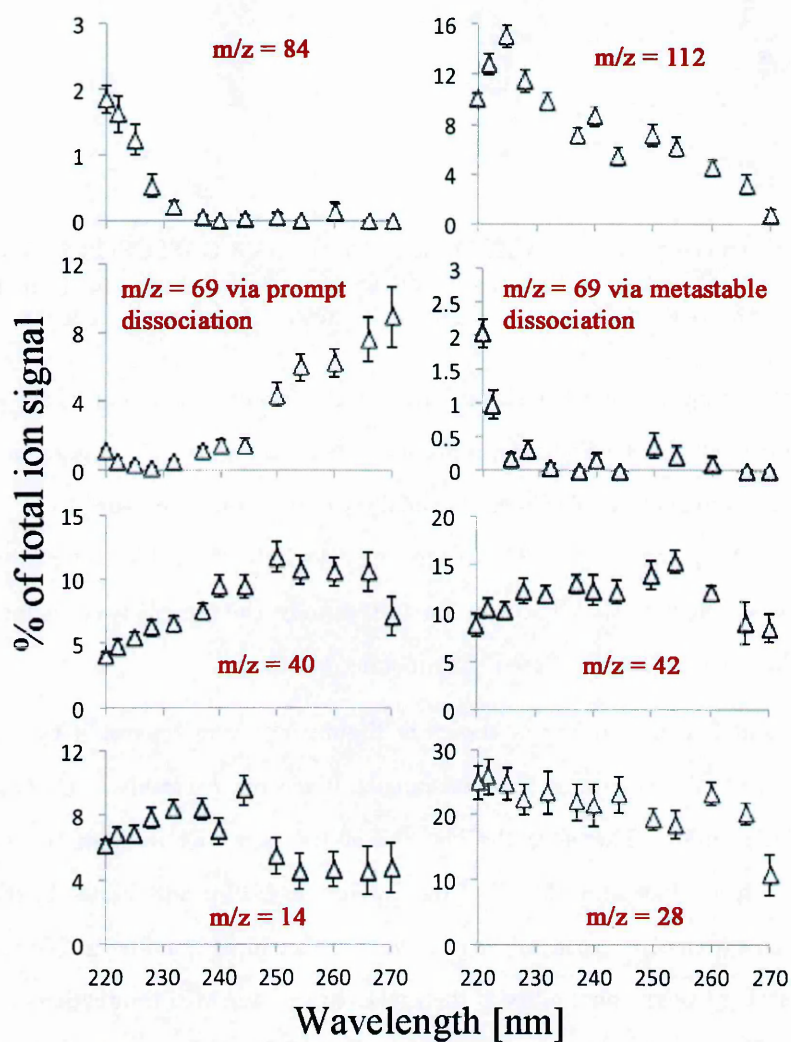 3
2
1
0
m/z = 84
16
12
8
4
0
m/z = 112
12
8
4
0
m/z = 69 via prompt
dissociation
3
2.5
2
1.5
1
0.5
0
m/z = 69 via metastable
dissociation
15
10
5
0
m/z = 40
20
15
10
5
0
m/z = 42
12
8
4
0
m/z = 14
30
20
10
0
m/z = 28
220 230 240 250 260 270
220 230 240 250 260 270
% of total ion signal
Wavelength [nm]